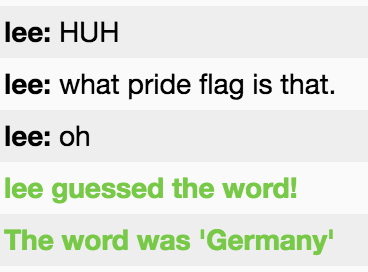 lee: HUH
lee: what pride flag is that.
lee: oh
lee guessed the word!
The word was 'Germany'